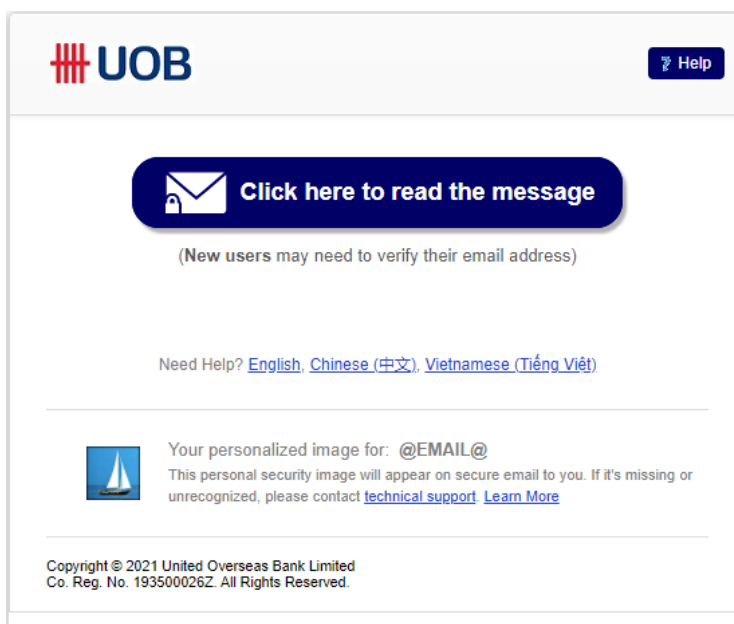 UOB
Help
Click here to read the message
(New users may need to verify their email address)
Need Help? English, Chinese (中文), Vietnamese (Tiếng Việt)
Your personalized image for: @EMAIL@
This personal security image will appear on secure email to you. If it's missing or
unrecognized, please contact technical support. Learn More
Copyright © 2021 United Overseas Bank Limited
Co. Reg. No. 193500026Z. All Rights Reserved.